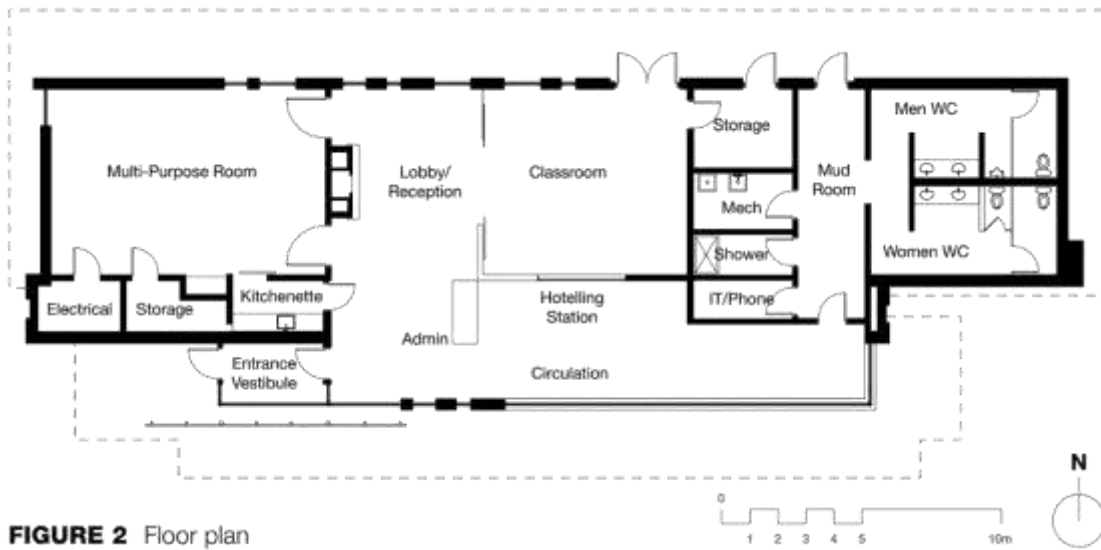 Men WC
Storage
Multi-Purpose Room
Lobby/
Reception
Classroom
Mud
Room
Mech
Women WC
Shower
Electrical
Storage
Kitchenette
Hotelling
Station
IT/Phone
Admin
Entrance
Vestibule
Circulation
N
0
1 2 3 4 5 10m
FIGURE 2 Floor plan